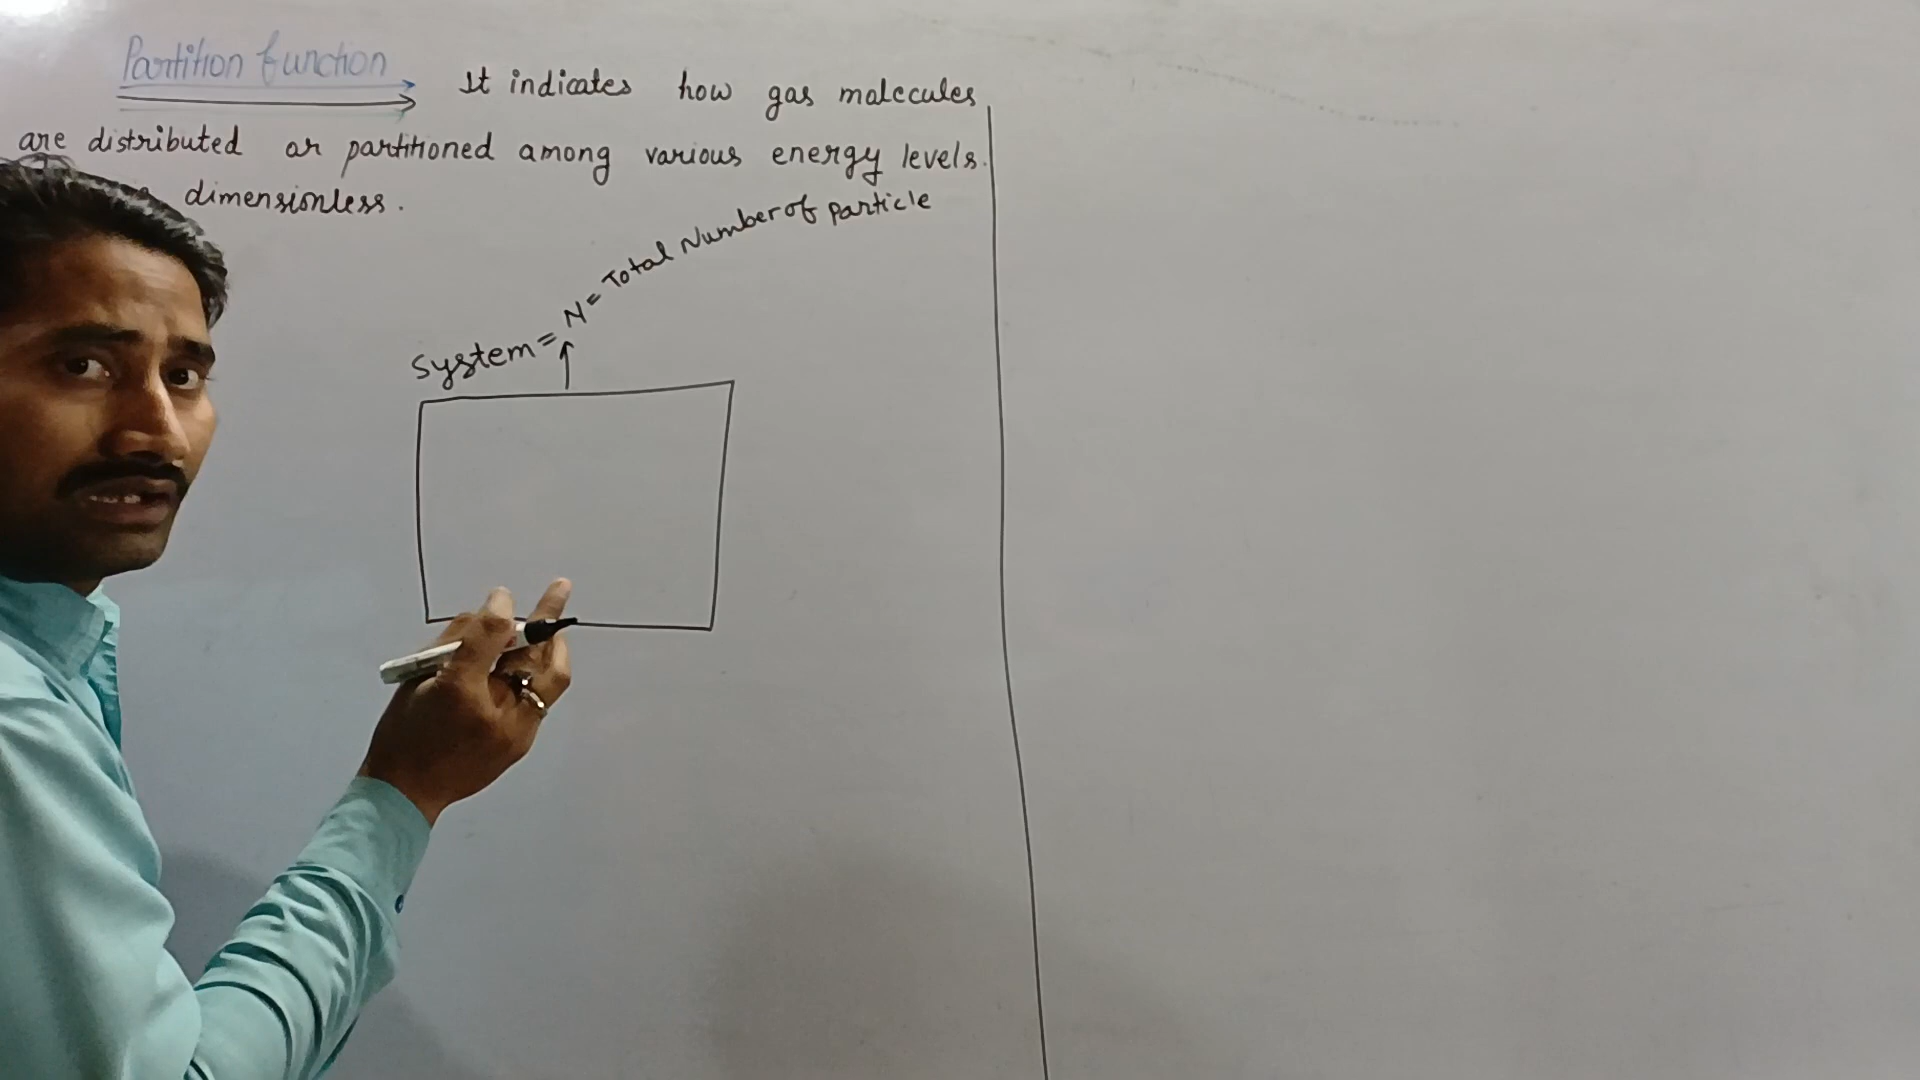 Partition function It indicates how gas molecules
are distributed or partitioned among various energy levels.
dimensionless.
System = N = Total Number of particle